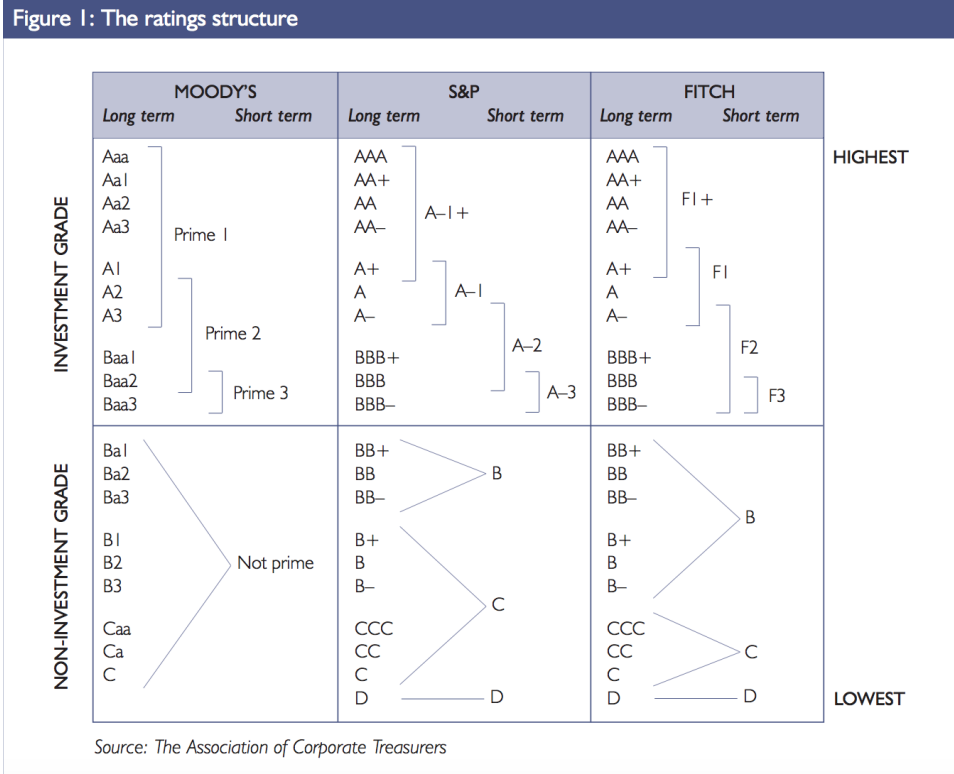 Figure 1: The ratings structure
MOODY'S S&P FITCH
Long term Short term Long term Short term Long term Short term
INVESTMENT GRADE
HIGHEST
Aaa AAA AAA
Aa1 AA+ AA+
Aa2 AA AA
Aa3 AA– AA–
Prime 1 A–1+ F1+
A1 A+ A+
A2 A A
A3 A– A–
A–1 F1
Prime 2 A–2 F2
Baa1 BBB+ BBB+
Baa2 BBB BBB
Baa3 BBB– BBB–
Prime 3 A–3 F3
NON-INVESTMENT GRADE
Ba1 BB+ BB+
Ba2 BB B BB
Ba3 BB– BB–
B
B1 B+ B+
B2 Not prime B B
B3 B– B–
C
Caa CCC CCC
Ca CC CC C
C C C
D D D D
LOWEST
Source: The Association of Corporate Treasurers